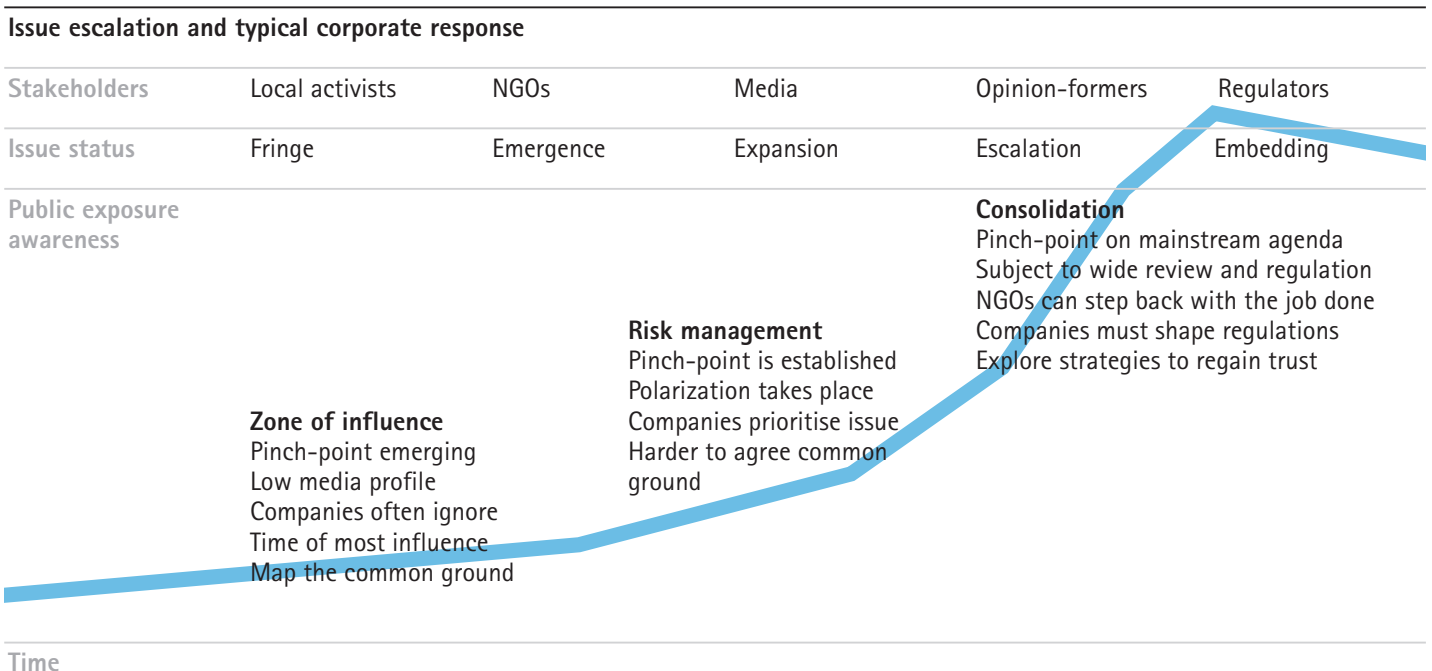 Issue escalation and typical corporate response
Stakeholders Local activists NGOs Media Opinion-formers Regulators
Issue status Fringe Emergence Expansion Escalation Embedding
Public exposure
awareness
Zone of influence
Pinch-point emerging
Low media profile
Companies often ignore
Time of most influence
Map the common ground
Risk management
Pinch-point is established
Polarization takes place
Companies prioritise issue
Harder to agree common
ground
Consolidation
Pinch-point on mainstream agenda
Subject to wide review and regulation
NGOs can step back with the job done
Companies must shape regulations
Explore strategies to regain trust
Time